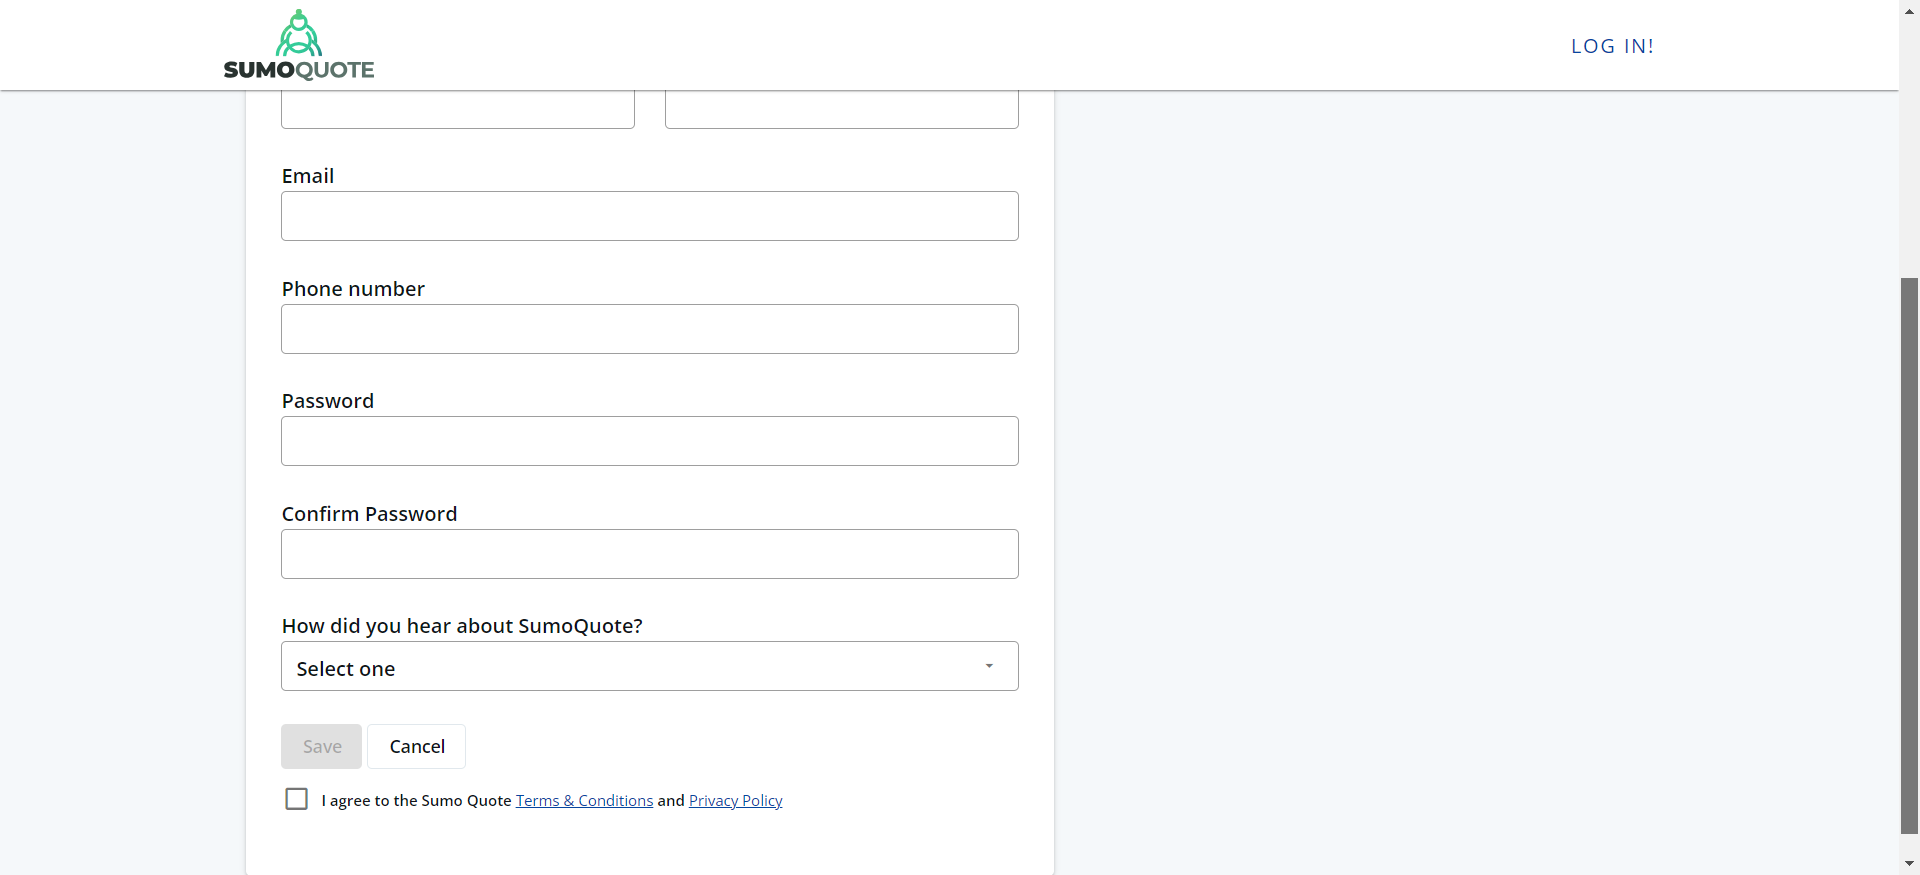 SUMOQUOTE
LOG IN!
Email
Phone number
Password
Confirm Password
How did you hear about SumoQuote?
Select one
Save
Cancel
I agree to the Sumo Quote Terms & Conditions and Privacy Policy